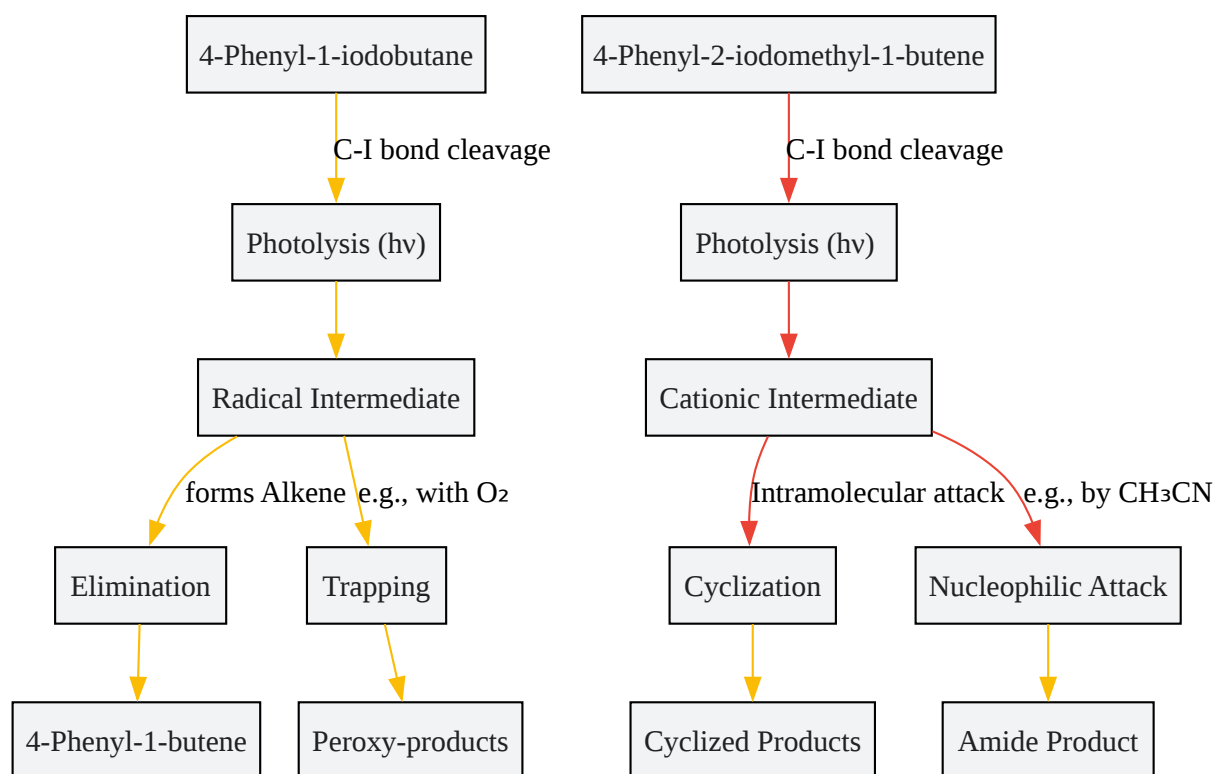 4-Phenyl-1-iodobutane
4-Phenyl-2-iodomethyl-1-butene
C-I bond cleavage
C-I bond cleavage
Photolysis (hν)
Photolysis (hν)
Radical Intermediate
Cationic Intermediate
forms Alkene
e.g., with O₂
Intramolecular attack
e.g., by CH₃CN
Elimination
Trapping
Cyclization
Nucleophilic Attack
4-Phenyl-1-butene
Peroxy-products
Cyclized Products
Amide Product